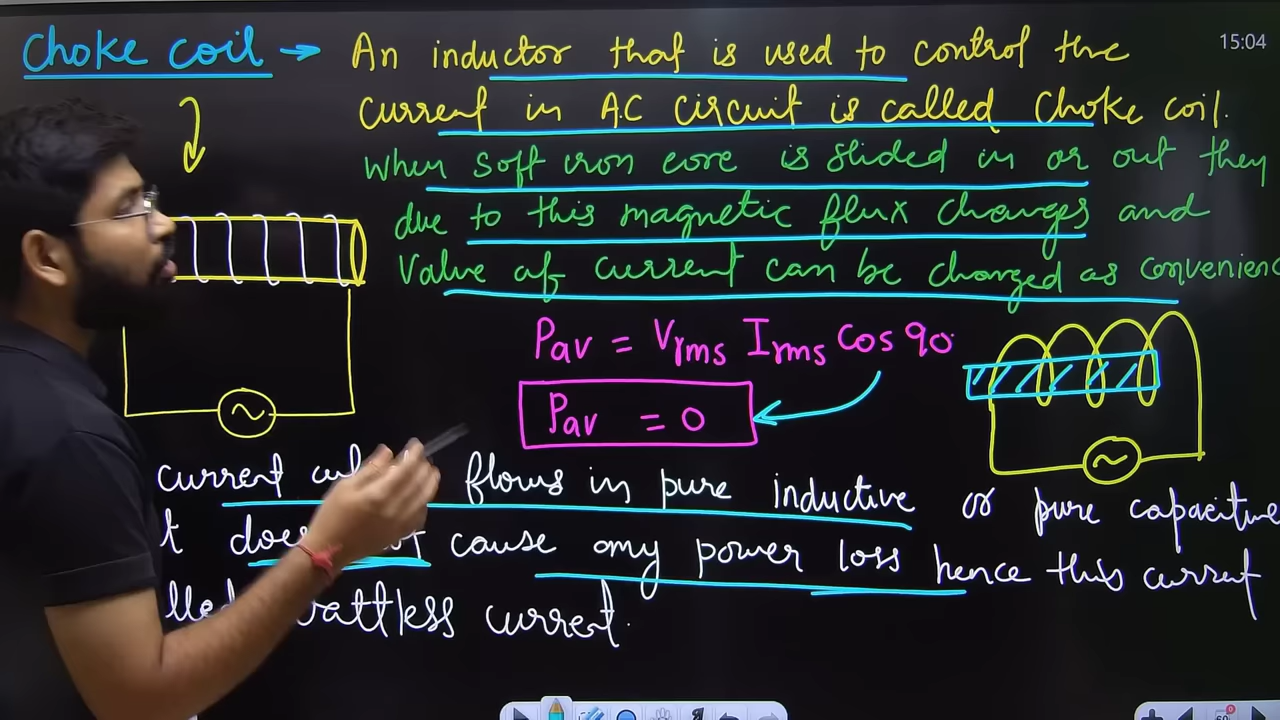 Choke coil → An inductor that is used to control the
current in A.C circuit is called Choke coil.
When soft iron core is slided in or out they
due to this magnetic flux changes and
Value of current can be changed as convenienc
Pav = Vrms Irms Cos 90
Pav = 0
current flows in pure inductive or pure capacitive
t does cause any power loss hence this current
lled wattless current.
15:04